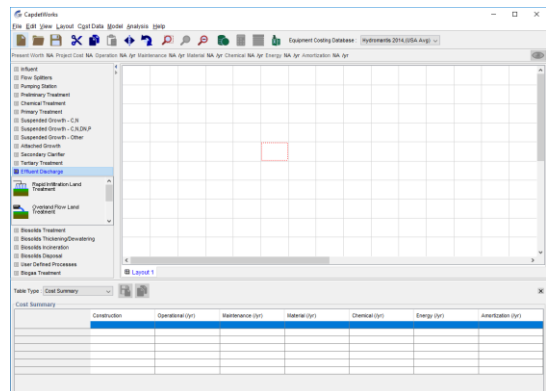 CapdetWorks
File Edit View Layout Cost Data Model Analysis Help
Equipment Costing Database : Hydromantis 2014,(USA Avg)
Present Worth NA Project Cost NA Operation NA /yr Maintenance NA /yr Material NA /yr Chemical NA /yr Energy NA /yr Amortization NA /yr
Influent
Flow Splitters
Pumping Station
Preliminary Treatment
Chemical Treatment
Primary Treatment
Suspended Growth - C,N
Suspended Growth - C,N,DN,P
Suspended Growth - Other
Attached Growth
Secondary Clarifier
Tertiary Treatment
Effluent Discharge
Rapid Infiltration Land
Treatment
Overland Flow Land
Treatment
Biosolids Treatment
Biosolids Thickening/Dewatering
Biosolids Incineration
Biosolids Disposal
User Defined Processes
Biogas Treatment
Layout 1
Table Type : Cost Summary
Cost Summary
Construction Operational (/yr) Maintenance (/yr) Material (/yr) Chemical (/yr) Energy (/yr) Amortization (/yr)